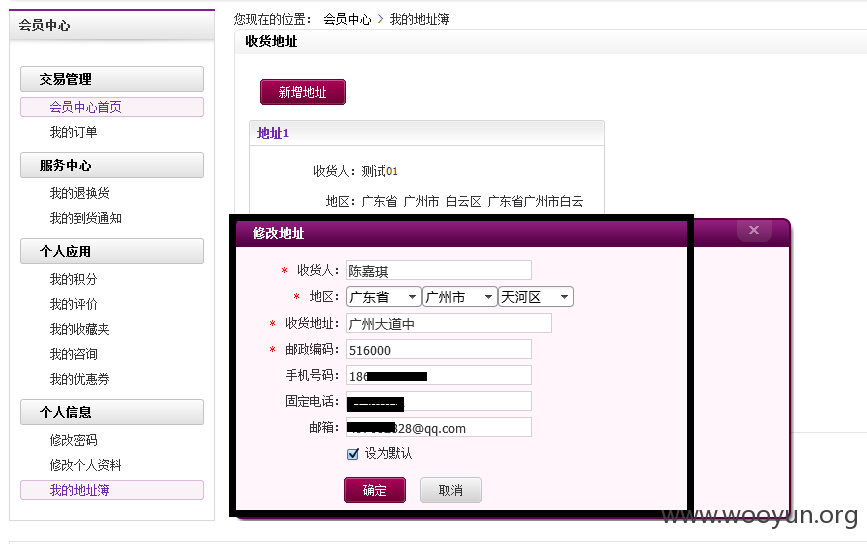 会员中心
交易管理
会员中心首页
我的订单
服务中心
我的退换货
我的到货通知
个人应用
我的积分
我的评价
我的收藏夹
我的咨询
我的优惠券
个人信息
修改密码
修改个人资料
我的地址簿
您现在的位置： 会员中心 > 我的地址簿
收货地址
新增地址
地址1
收货人：测试01
地区：广东省 广州市 白云区 广东省广州市白云
修改地址
* 收货人：陈嘉琪
* 地区：广东省 广州市 天河区
* 收货地址：广州大道中
* 邮政编码：516000
手机号码：186
固定电话：
邮箱：328@qq.com
设为默认
确定 取消
www.wooyun.org